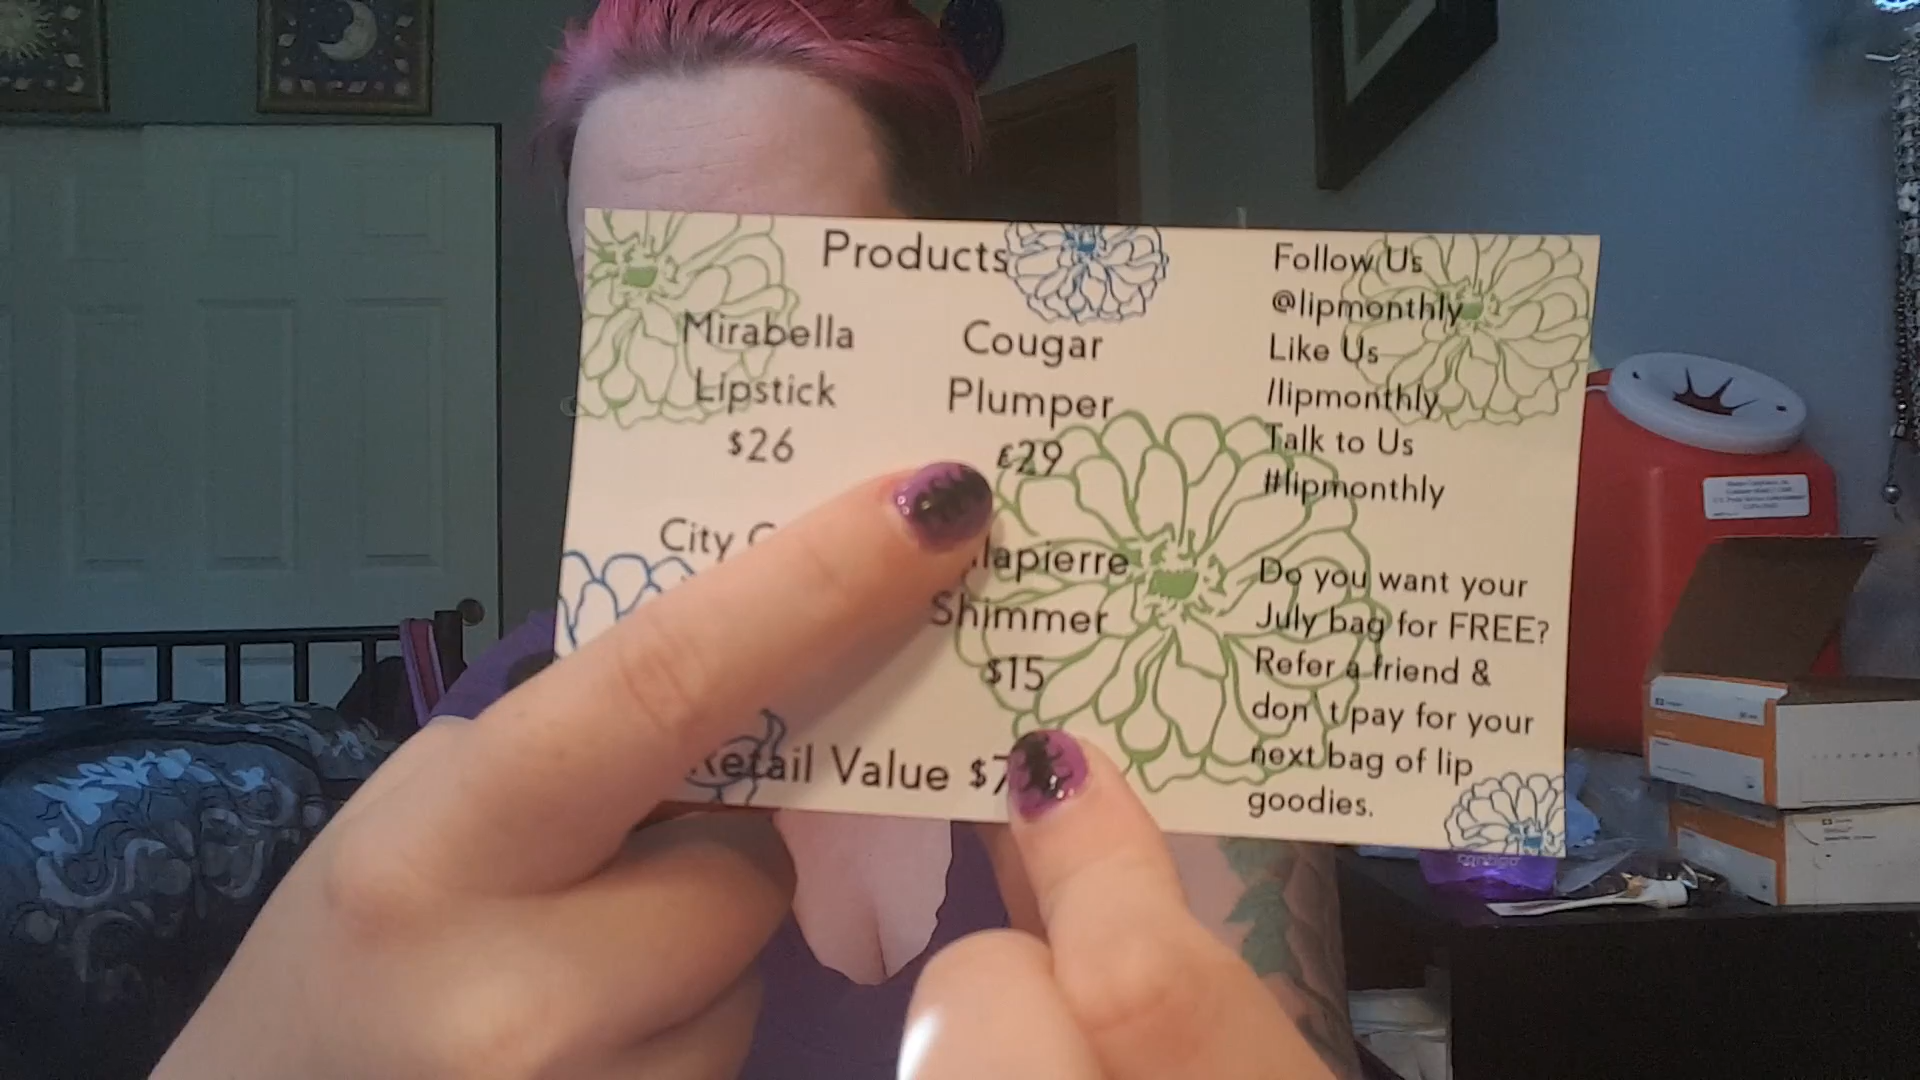 Products
Mirabella
Lipstick
$26
Cougar
Plumper
£29
City
Shimmer
$15
Retail Value
Follow Us
@lipmonthly
Like Us
/lipmonthly
Talk to Us
#lipmonthly
Do you want your
July bag for FREE?
Refer a friend &
don't pay for your
next bag of lip
goodies.
contigo